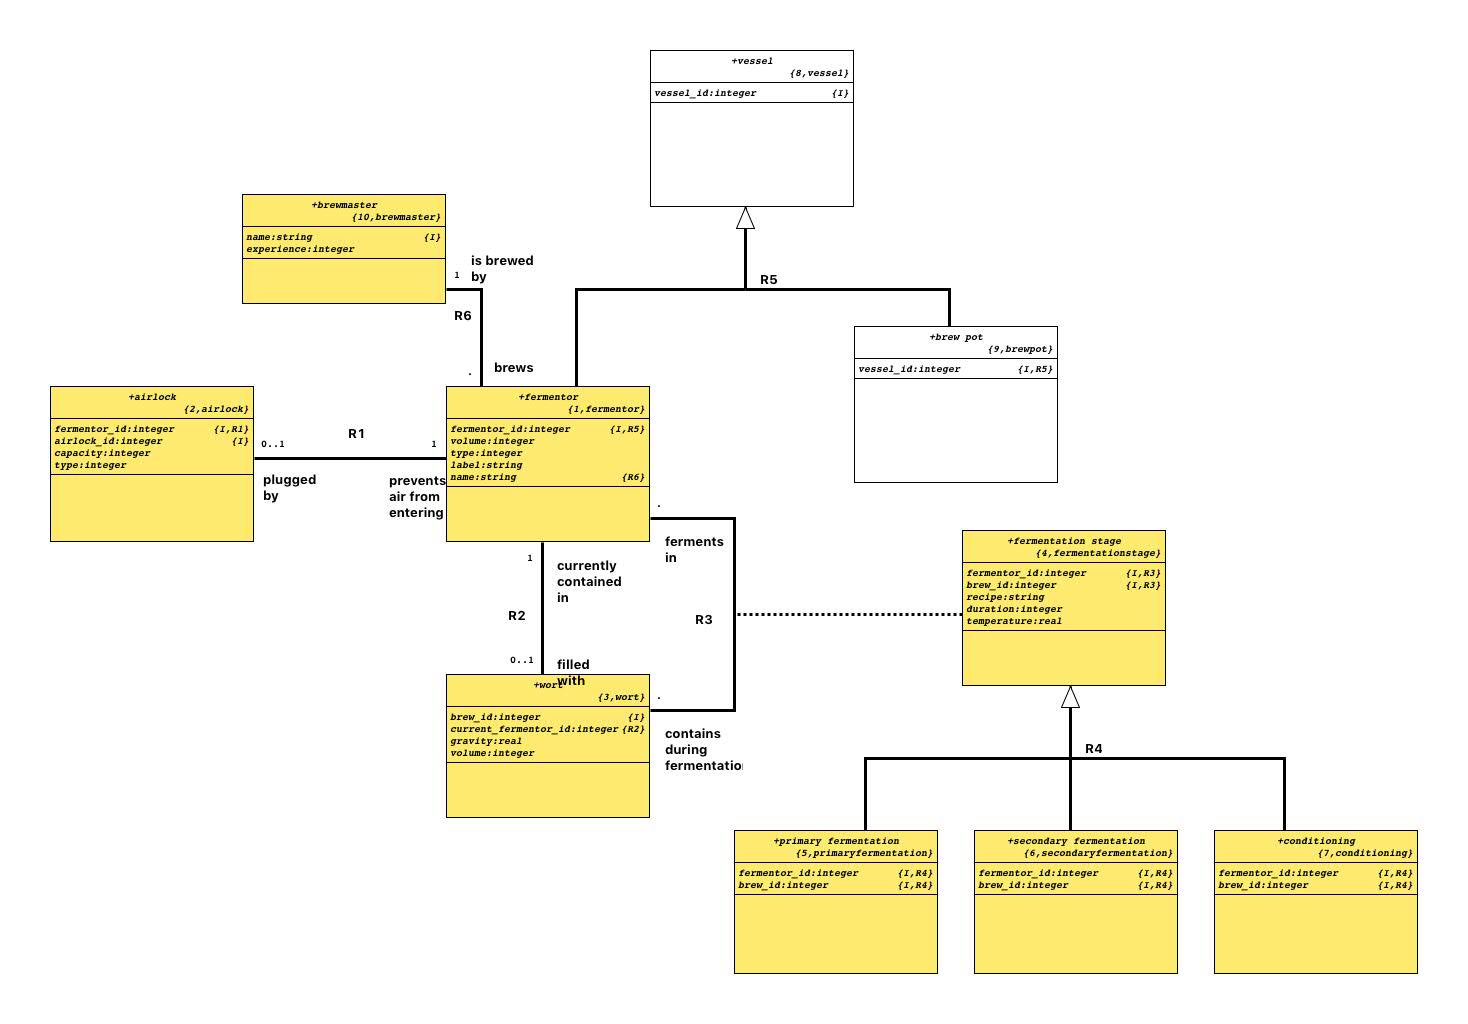 +vessel
{8,vessel}
vessel_id:integer {I}
+brewmaster
{10,brewmaster}
name:string {I}
experience:integer
is brewed
by
1
R6
R5
.
brews
+brew pot
{9,brewpot}
vessel_id:integer {I,R5}
+airlock
{2,airlock}
fermentor_id:integer {I,R1}
airlock_id:integer {I}
capacity:integer
type:integer
R1
0..1
1
plugged
by
prevents
air from
entering
+fermentor
{1,fermentor}
fermentor_id:integer {I,R5}
volume:integer
type:integer
label:string
name:string {R6}
.
ferments
in
1
currently
contained
in
R2
R3
0..1
filled
with
+fermentation stage
{4,fermentationstage}
fermentor_id:integer {I,R3}
brew_id:integer {I,R3}
recipe:string
duration:integer
temperature:real
+wort
{3,wort}
brew_id:integer {I}
current_fermentor_id:integer {R2}
gravity:real
volume:integer
.
contains
during
fermentatio
R4
+primary fermentation
{5,primaryfermentation}
fermentor_id:integer {I,R4}
brew_id:integer {I,R4}
+secondary fermentation
{6,secondaryfermentation}
fermentor_id:integer {I,R4}
brew_id:integer {I,R4}
+conditioning
{7,conditioning}
fermentor_id:integer {I,R4}
brew_id:integer {I,R4}